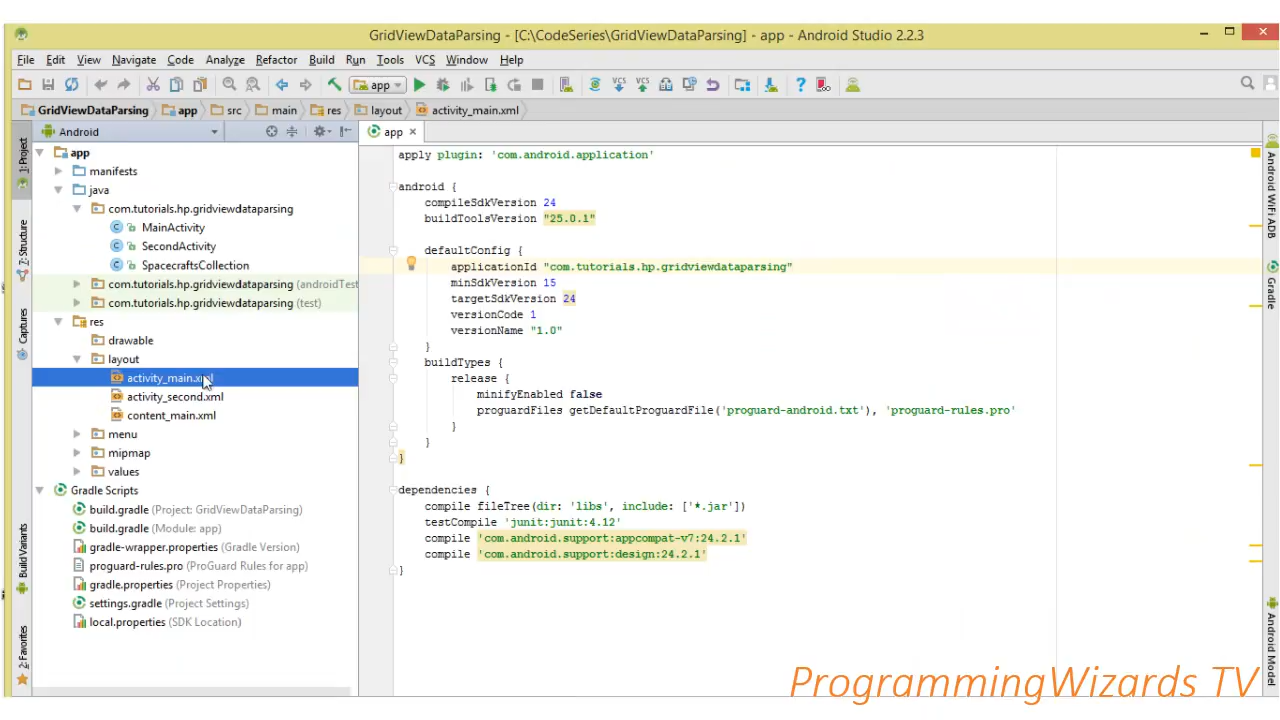 GridViewDataParsing - [C:\CodeSeries\GridViewDataParsing] - app - Android Studio 2.2.3
File Edit View Navigate Code Analyze Refactor Build Run Tools VCS Window Help
app
GridViewDataParsing app src main res layout activity_main.xml
Android
app
1: Project
7: Structure
Captures
Build Variants
2: Favorites
app
manifests
java
com.tutorials.hp.gridviewdataparsing
MainActivity
SecondActivity
SpacecraftsCollection
com.tutorials.hp.gridviewdataparsing (androidTest
com.tutorials.hp.gridviewdataparsing (test)
res
drawable
layout
activity_main.xml
activity_second.xml
content_main.xml
menu
mipmap
values
Gradle Scripts
build.gradle (Project: GridViewDataParsing)
build.gradle (Module: app)
gradle-wrapper.properties (Gradle Version)
proguard-rules.pro (ProGuard Rules for app)
gradle.properties (Project Properties)
settings.gradle (Project Settings)
local.properties (SDK Location)
apply plugin: 'com.android.application'
android {
compileSdkVersion 24
buildToolsVersion "25.0.1"
defaultConfig {
applicationId "com.tutorials.hp.gridviewdataparsing"
minSdkVersion 15
targetSdkVersion 24
versionCode 1
versionName "1.0"
}
buildTypes {
release {
minifyEnabled false
proguardFiles getDefaultProguardFile('proguard-android.txt'), 'proguard-rules.pro'
}
}
}
dependencies {
compile fileTree(dir: 'libs', include: ['*.jar'])
testCompile 'junit:junit:4.12'
compile 'com.android.support:appcompat-v7:24.2.1'
compile 'com.android.support:design:24.2.1'
}
Android WiFi ADB
Gradle
Android Model
ProgrammingWizards TV